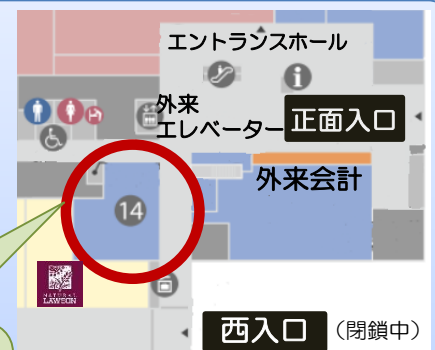 エントランスホール
外来
エレベーター
正面入口
外来会計
14
NATURAL
LAWSON
西入口
(閉鎖中)